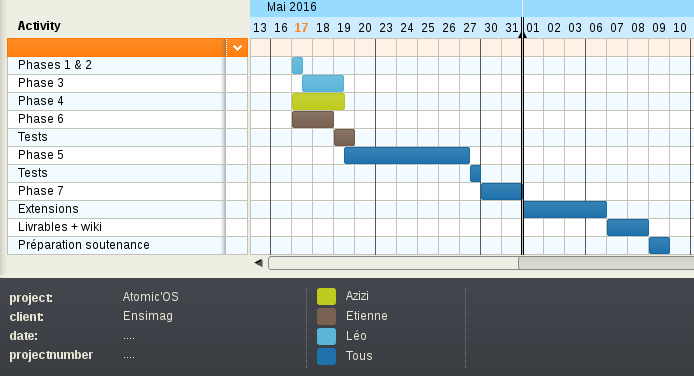 Mai 2016
Activity
13 16 17 18 19 20 23 24 25 26 27 30 31 01 02 03 06 07 08 09 10
Phases 1 & 2
Phase 3
Phase 4
Phase 6
Tests
Phase 5
Tests
Phase 7
Extensions
Livrables + wiki
Préparation soutenance
project: Atomic'OS
client: Ensimag
date: ....
projectnumber ....
Azizi
Etienne
Léo
Tous